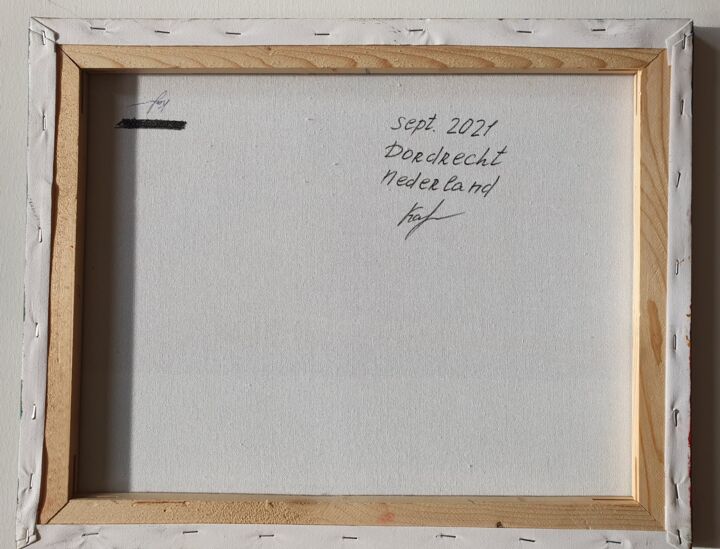 sept. 2021
Dordrecht
nederland